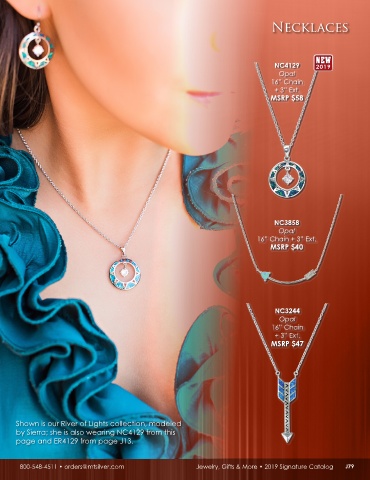 Necklaces
NEW
2019
NC4129
Opal
16" Chain
+ 3" Ext.
MSRP $58
NC3858
Opal
16" Chain + 3" Ext.
MSRP $40
NC3244
Opal
16" Chain
+ 3" Ext.
MSRP $47
Shown is our River of Lights collection, modeled
by Sierra; she is also wearing NC4129 from this
page and ER4129 from page J13.
800-548-4511 • orders@mtsilver.com Jewelry, Gifts & More • 2019 Signature Catalog J79